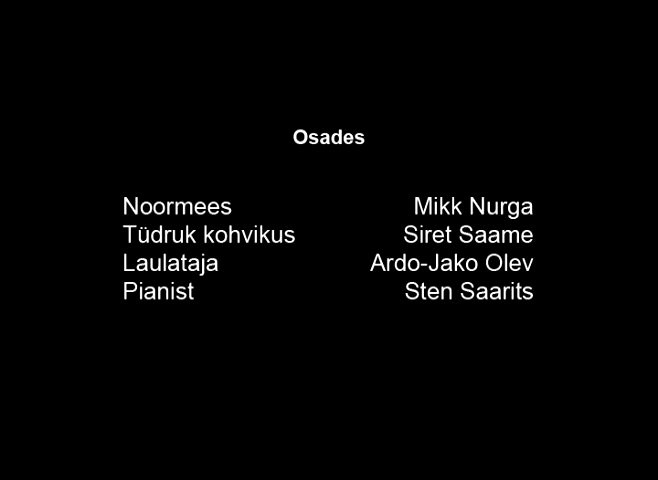 Osades
Noormees Mikk Nurga
Tüdruk kohvikus Siret Saame
Laulataja Ardo-Jako Olev
Pianist Sten Saarits